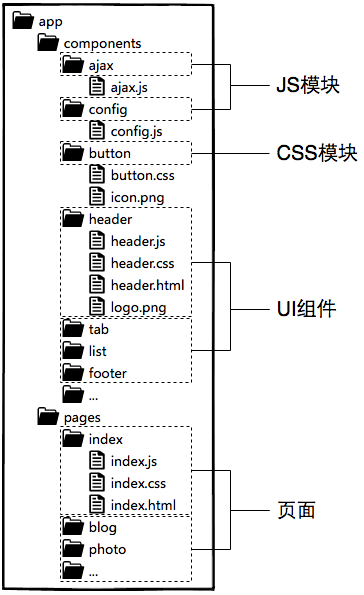 app
components
ajax
ajax.js
JS模块
config
config.js
button
CSS模块
button.css
icon.png
header
header.js
header.css
header.html
logo.png
UI组件
tab
list
footer
...
pages
index
index.js
index.css
index.html
页面
blog
photo
...